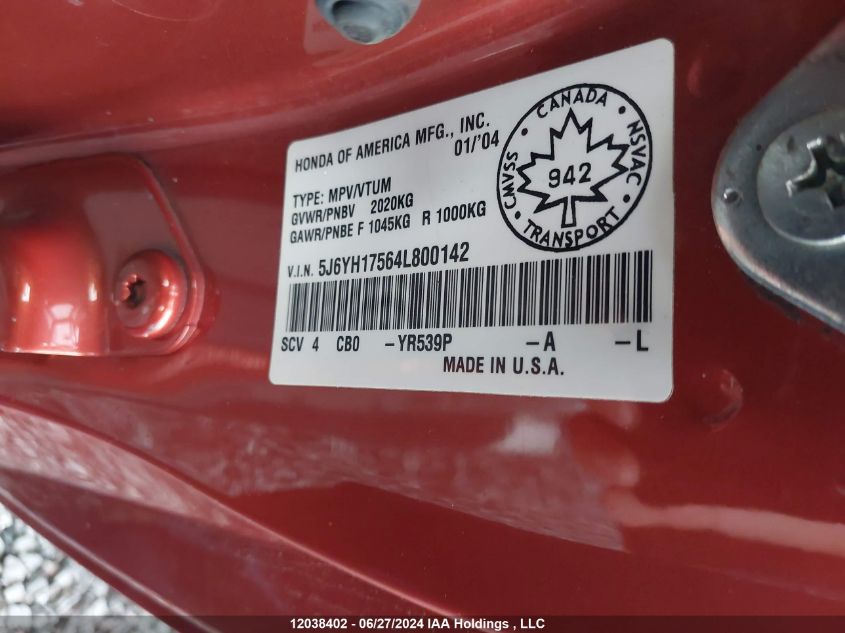 HONDA OF AMERICA MFG., INC.
01/'04
TYPE: MPV/VTUM
GVWR/PNBV 2020KG
GAWR/PNBE F 1045KG R 1000KG
CANADA
CMVSS NSVAC
942
TRANSPORT
V.I.N. 5J6YH17564L800142
SCV 4 CB0 -YR539P -A -L
MADE IN U.S.A.
12038402 - 06/27/2024 IAA Holdings , LLC